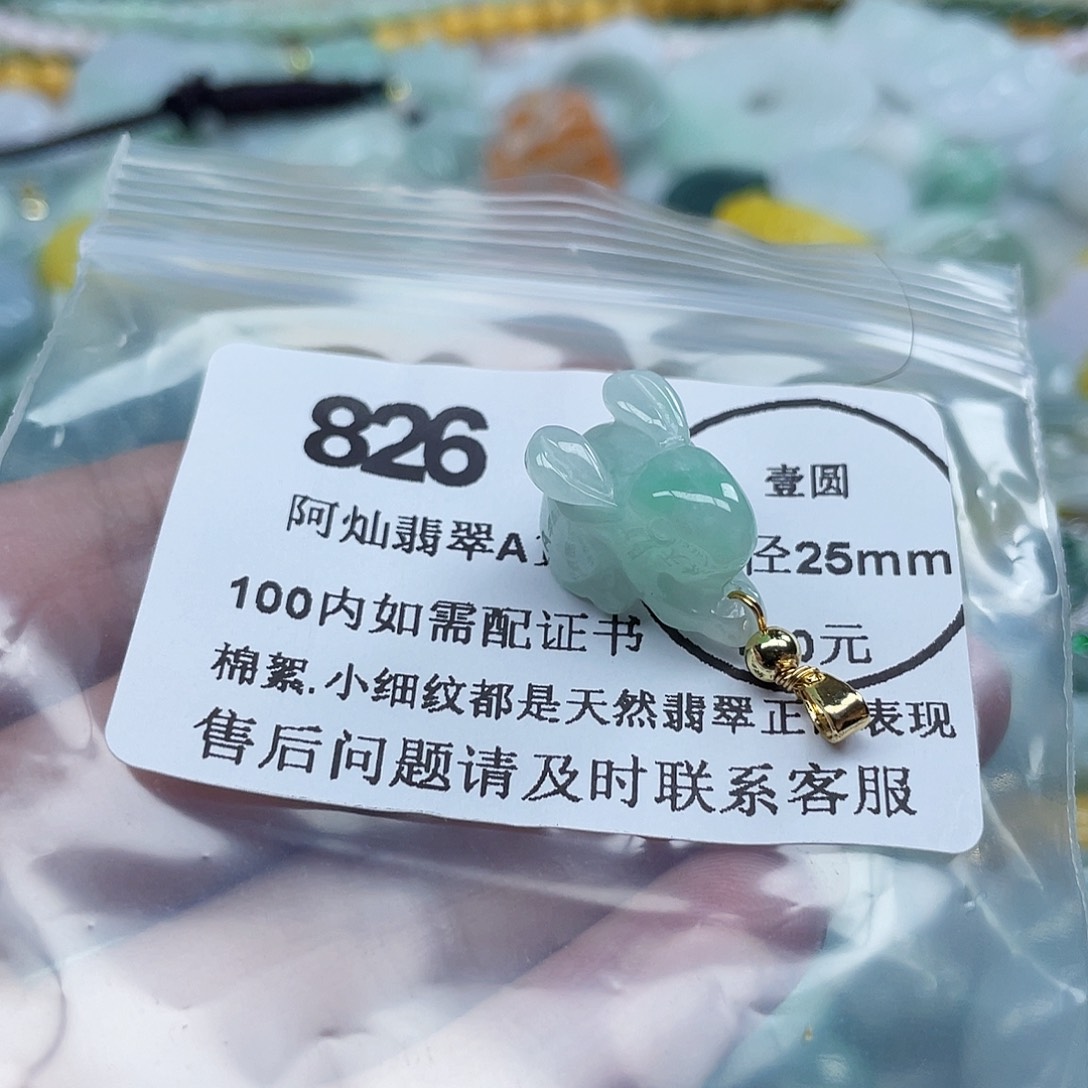 826
阿灿翡翠A
100内如需配证书
棉絮.小细纹都是天然翡翠正 表现
售后问题请及时联系客服
壹圆
径25mm
0元